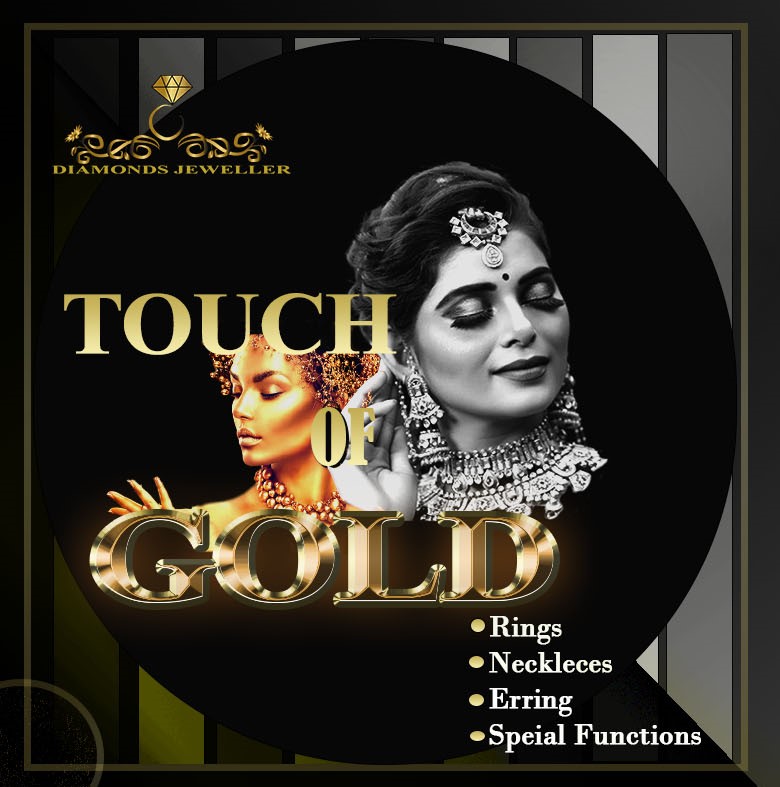 DIAMONDS JEWELLER
TOUCH
OF
GOLD
Rings
Neckleces
Erring
Speial Functions